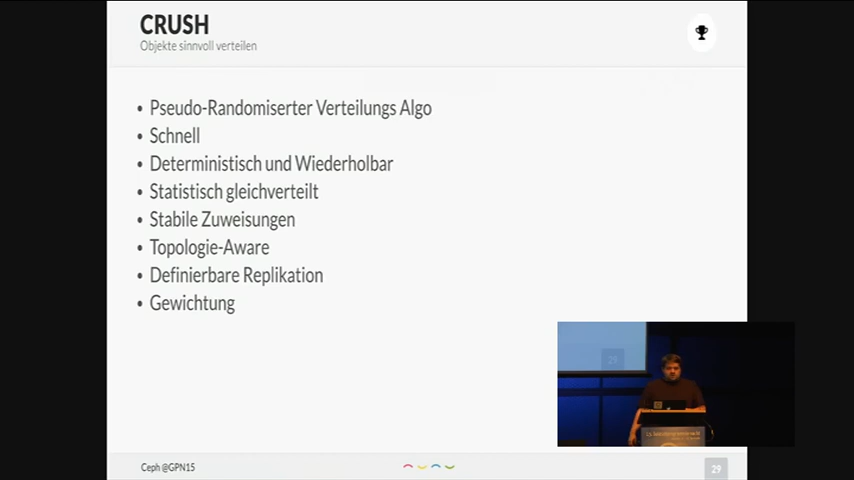 CRUSH
Objekte sinnvoll verteilen
• Pseudo-Randomiserter Verteilungs Algo
• Schnell
• Deterministisch und Wiederholbar
• Statistisch gleichverteilt
• Stabile Zuweisungen
• Topologie-Aware
• Definierbare Replikation
• Gewichtung
Ceph @GPN15
29